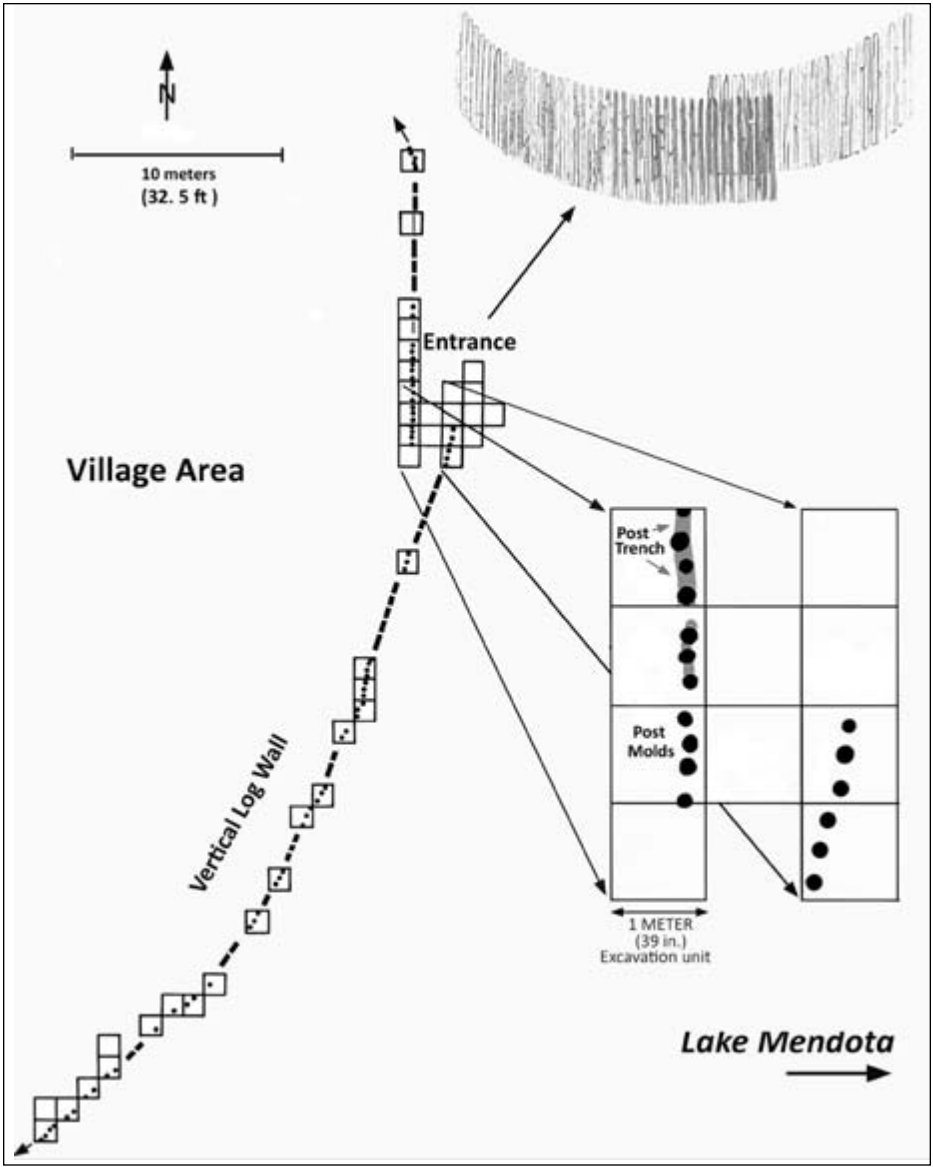 N
10 meters
(32. 5 ft )
Entrance
Village Area
Post
Trench
Post
Molds
Vertical Log Wall
1 METER
(39 in.)
Excavation unit
Lake Mendota